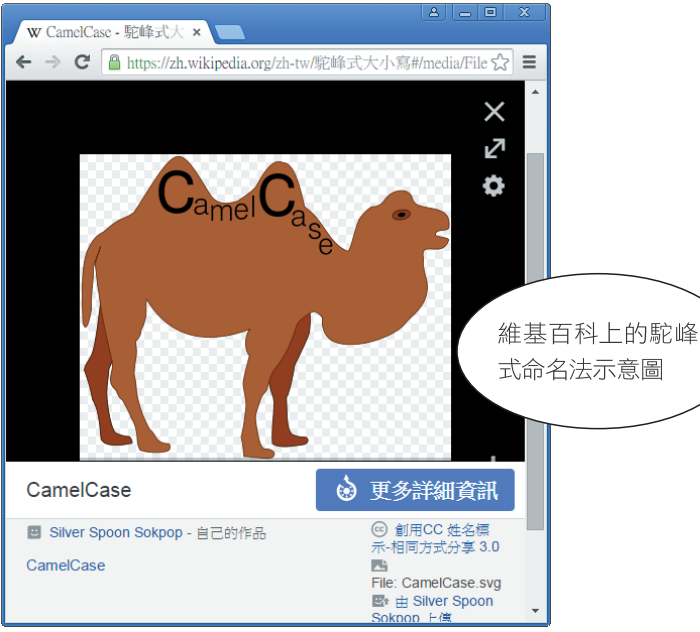 W CamelCase - 駝峰式大 ×
https://zh.wikipedia.org/zh-tw/駝峰式大小寫#/media/File
CamelCase
維基百科上的駝峰
式命名法示意圖
CamelCase
更多詳細資訊
Silver Spoon Sokpop - 自己的作品
CamelCase
cc 創用CC 姓名標
示-相同方式分享 3.0
File: CamelCase.svg
由 Silver Spoon
Sokpop 上傳